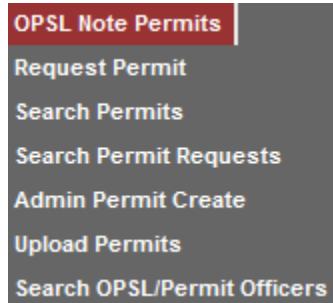 OPSL Note Permits
Request Permit
Search Permits
Search Permit Requests
Admin Permit Create
Upload Permits
Search OPSL/Permit Officers